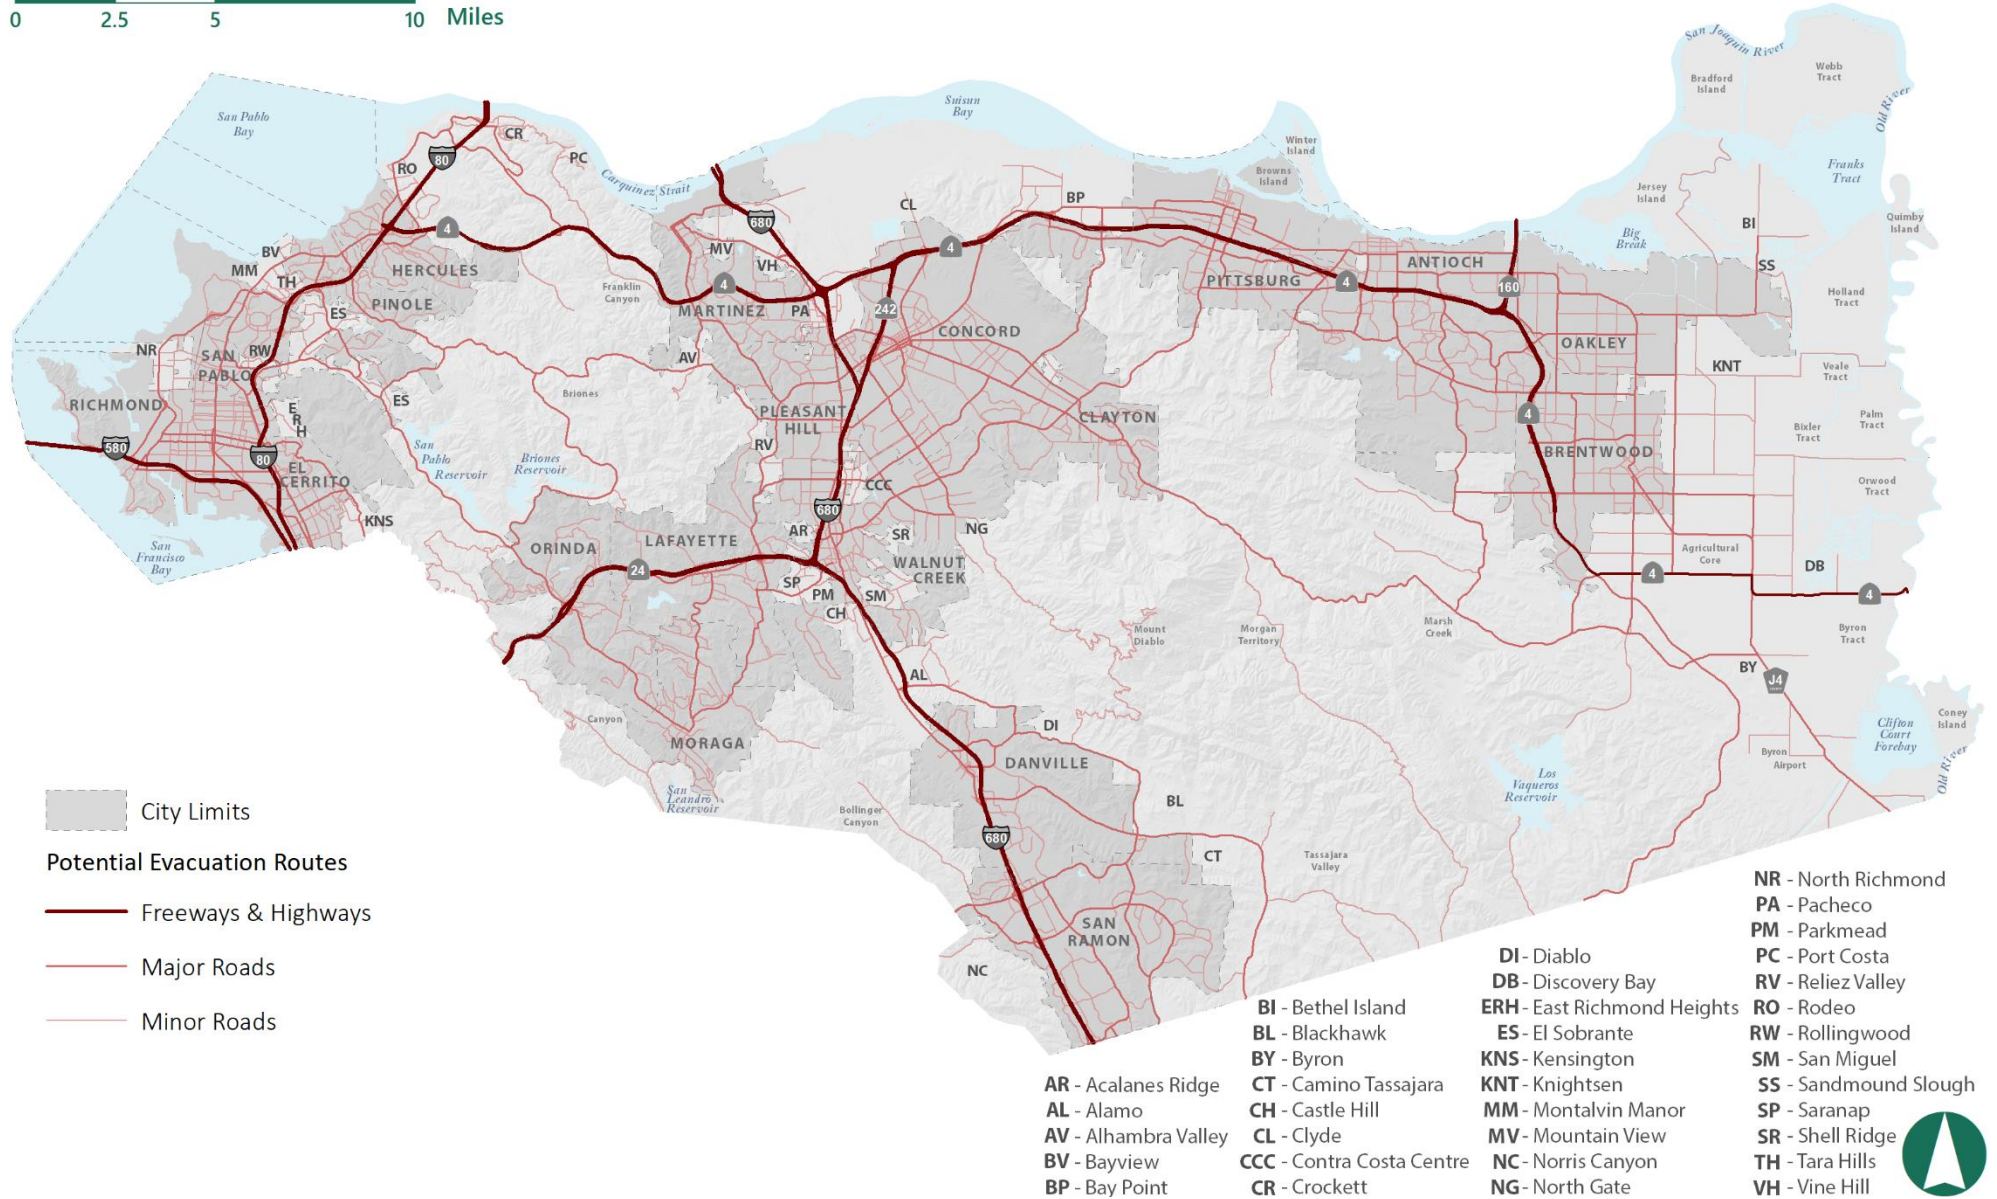 0 2.5 5 10 Miles
San Joaquin River
Webb
Tract
Bradford
Island
Old River
San Pablo
Bay
Suisun
Bay
CR
80
PC
RO
Carquinez Strait
Winter
Island
Browns
Island
Franks
Tract
Jersey
Island
Quimby
Island
BP
CL
680
4
BI
Big
Break
BV
MM
TH
HERCULES
MV
VH
4
4
SS
ANTIOCH
PITTSBURG
4
160
Holland
Tract
Franklin
Canyon
PINOLE
ES
MARTINEZ
PA
242
CONCORD
OAKLEY
NR
SAN
PABLO
RW
AV
KNT
Veale
Tract
Briones
RICHMOND
ES
E
R
H
PLEASANT
HILL
CLAYTON
4
Palm
Tract
Bixler
Tract
580
80
San
Pablo
Reservoir
Briones
Reservoir
RV
BRENTWOOD
EL
CERRITO
CCC
Orwood
Tract
KNS
680
AR
SR
NG
San
Francisco
Bay
ORINDA
LAFAYETTE
24
WALNUT
CREEK
Agricultural
Core
DB
4
4
SP
PM
SM
CH
Mount
Diablo
Morgan
Territory
Marsh
Creek
Byron
Tract
AL
BY
J4
Canyon
MORAGA
DI
DANVILLE
Clifton
Court
Forebay
Coney
Island
Old River
Byron
Airport
San
Leandro
Reservoir
Bollinger
Canyon
BL
Los
Vaqueros
Reservoir
680
CT
Tassajara
Valley
SAN
RAMON
NC
City Limits
Potential Evacuation Routes
Freeways & Highways
Major Roads
Minor Roads
AR - Acalanes Ridge
AL - Alamo
AV - Alhambra Valley
BV - Bayview
BP - Bay Point
BI - Bethel Island
BL - Blackhawk
BY - Byron
CT - Camino Tassajara
CH - Castle Hill
CL - Clyde
CCC - Contra Costa Centre
CR - Crockett
DI - Diablo
DB - Discovery Bay
ERH - East Richmond Heights
ES - El Sobrante
KNS - Kensington
KNT - Knightsen
MM - Montalvin Manor
MV - Mountain View
NC - Norris Canyon
NG - North Gate
NR - North Richmond
PA - Pacheco
PM - Parkmead
PC - Port Costa
RV - Reliez Valley
RO - Rodeo
RW - Rollingwood
SM - San Miguel
SS - Sandmound Slough
SP - Saranap
SR - Shell Ridge
TH - Tara Hills
VH - Vine Hill